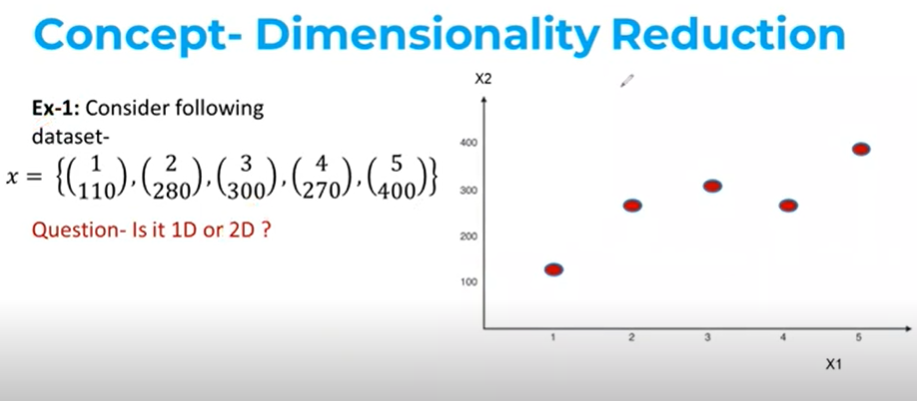 Concept- Dimensionality Reduction
Ex-1: Consider following
dataset-
x = {(1 110), (2 280), (3 300), (4 270), (5 400)}
Question- Is it 1D or 2D ?
X2
400
300
200
100
1 2 3 4 5
X1